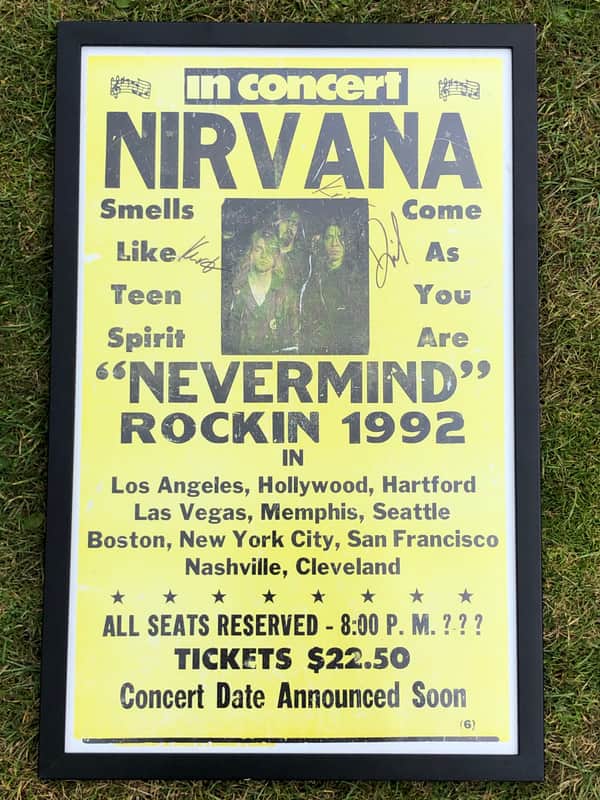 in concert
NIRVANA
Smells
Like
Teen
Spirit
Come
As
You
Are
"NEVERMIND"
ROCKIN 1992
IN
Los Angeles, Hollywood, Hartford
Las Vegas, Memphis, Seattle
Boston, New York City, San Francisco
Nashville, Cleveland
ALL SEATS RESERVED - 8:00 P. M. ? ? ?
TICKETS $22.50
Concert Date Announced Soon
(6)